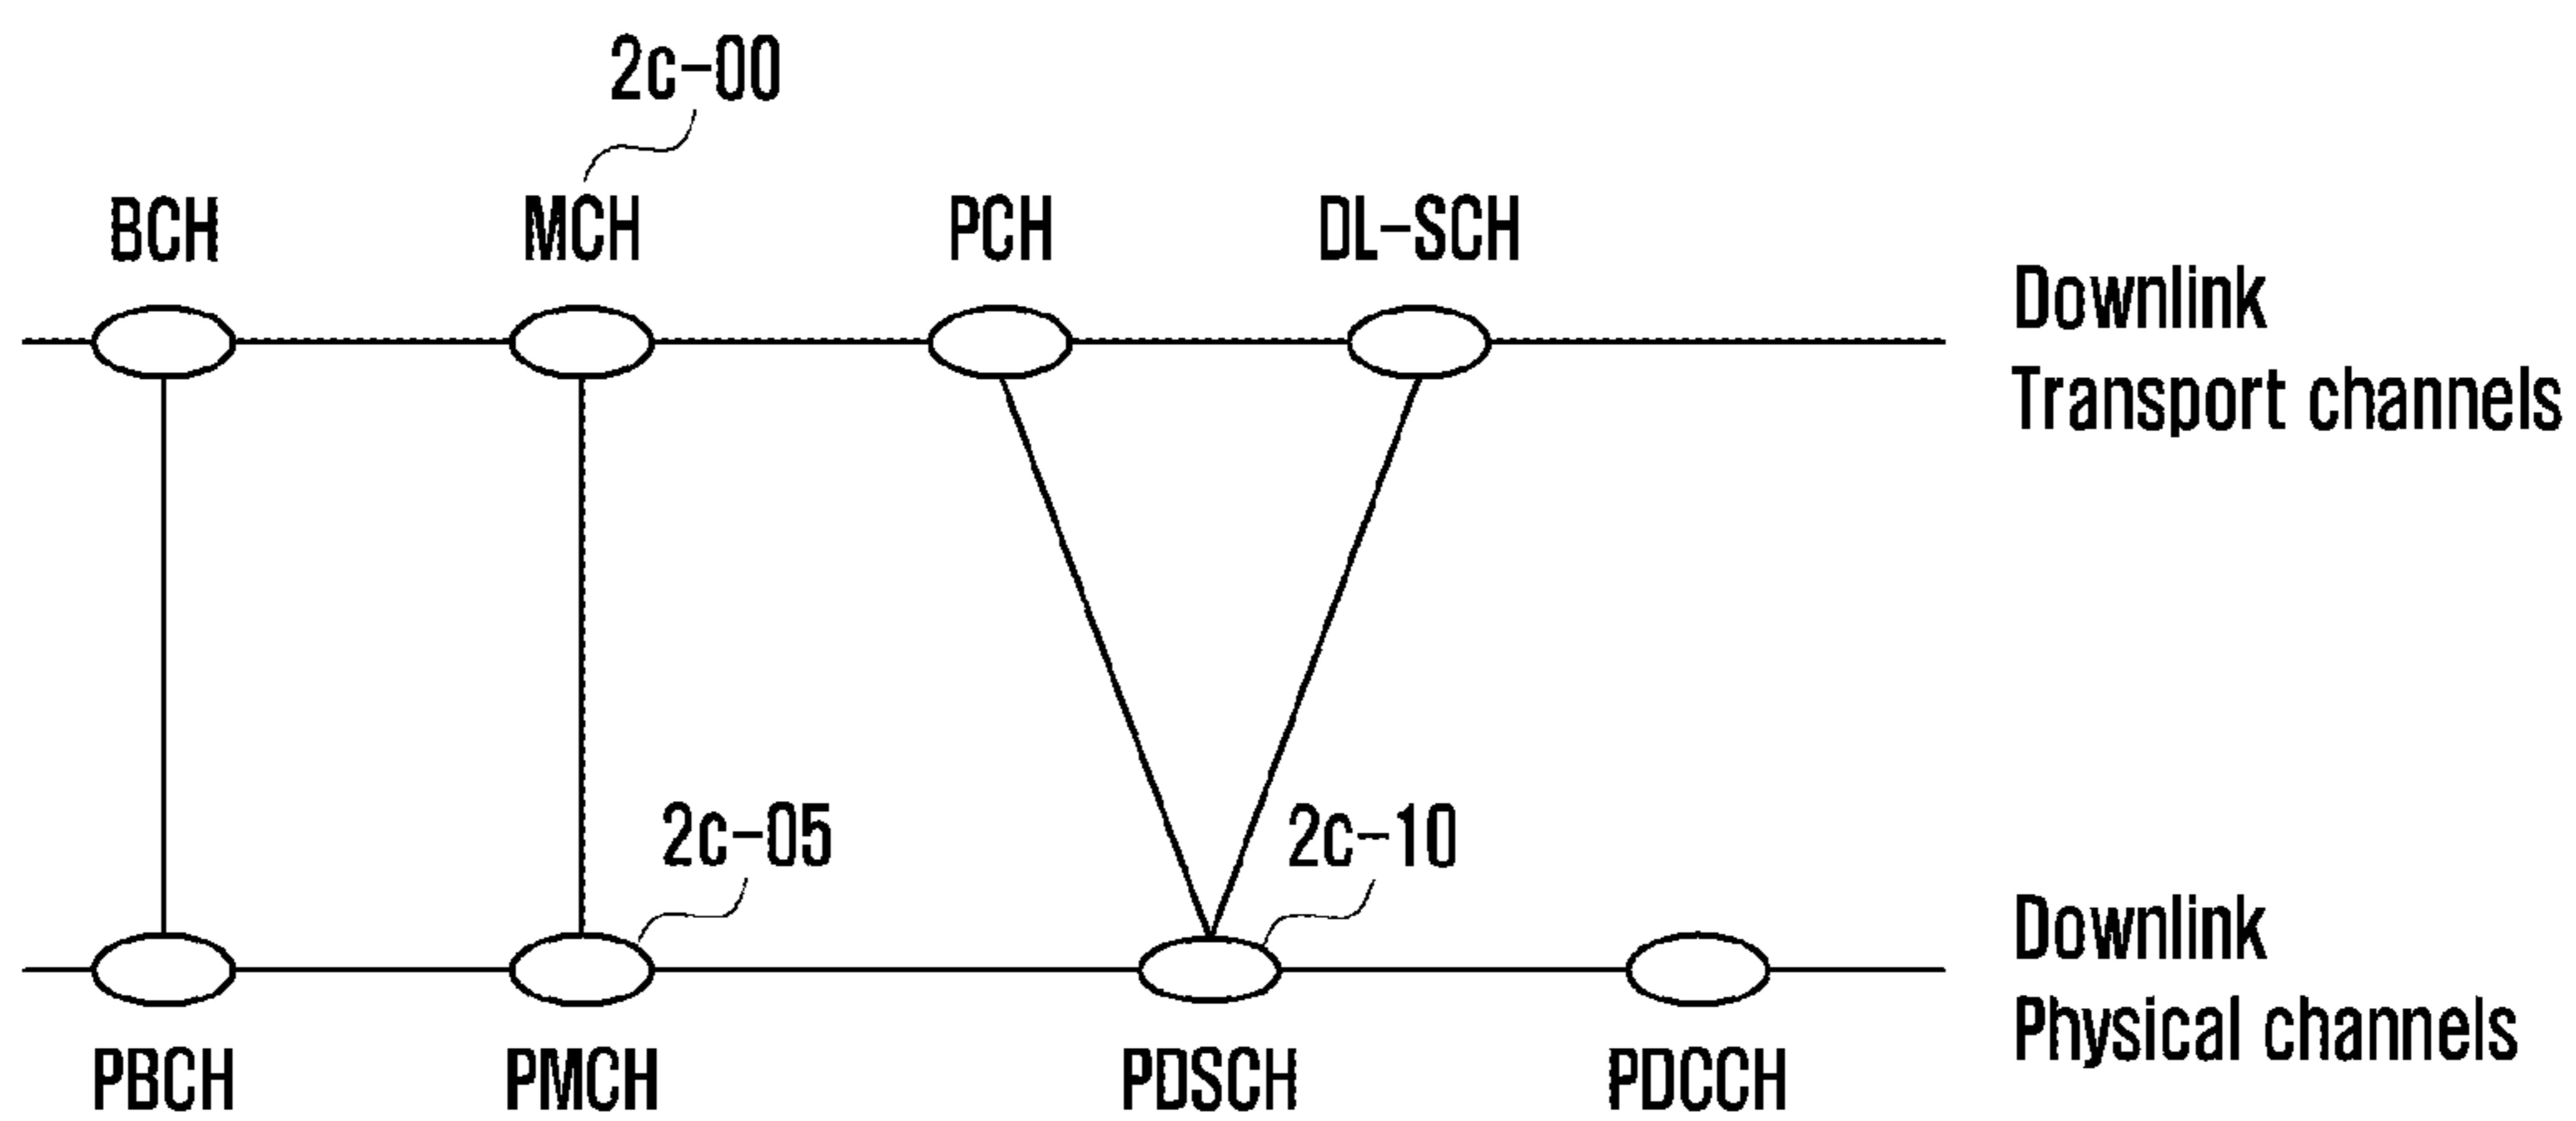 2c-00
BCH
MCH
PCH
DL-SCH
Downlink
Transport channels
2c-05
2c-10
Downlink
Physical channels
PBCH
PMCH
PDSCH
PDCCH